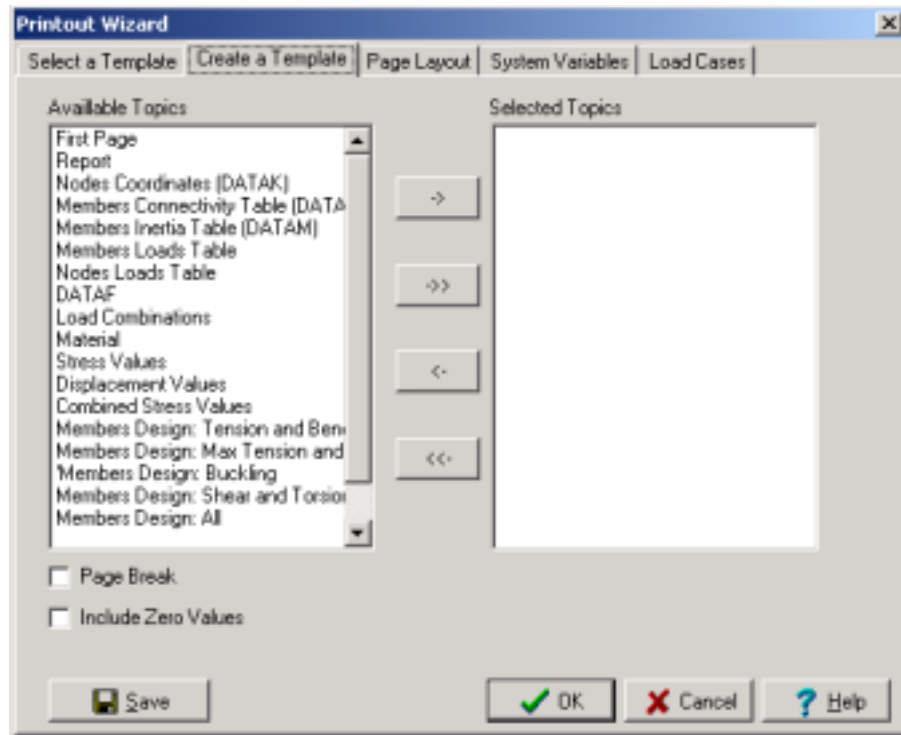 Printout Wizard
Select a Template Create a Template Page Layout System Variables Load Cases
Availlable Topics
Selected Topics
First Page
Report
Nodes Coordinates (DATAK)
Members Connectivity Table (DATA
Members Inertia Table (DATAM)
Members Loads Table
Nodes Loads Table
DATAF
Load Combinations
Material
Stress Values
Displacement Values
Combined Stress Values
Members Design: Tension and Ben
Members Design: Max Tension and
'Members Design: Buckling
Members Design: Shear and Torsion
Members Design: All
->
->>
<-
<<-
Page Break
Include Zero Values
Save
OK
Cancel
Help